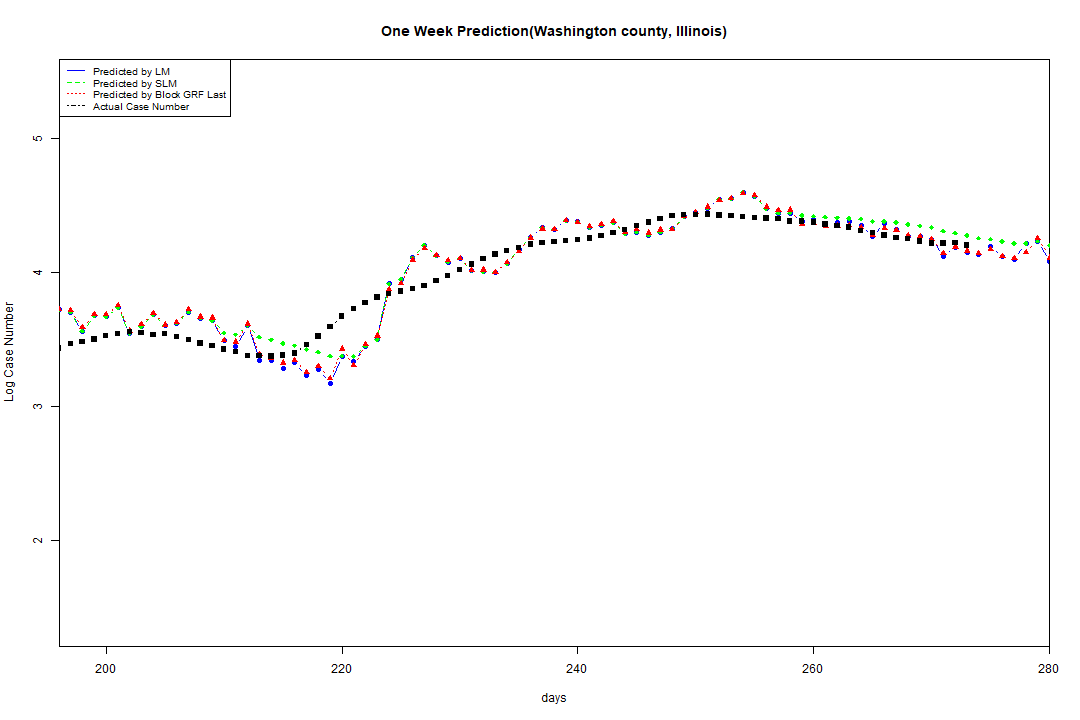 One Week Prediction(Washington county, Illinois)
Predicted by LM
Predicted by SLM
Predicted by Block GRF Last
Actual Case Number
5
4
3
2
Log Case Number
200 220 240 260 280
days